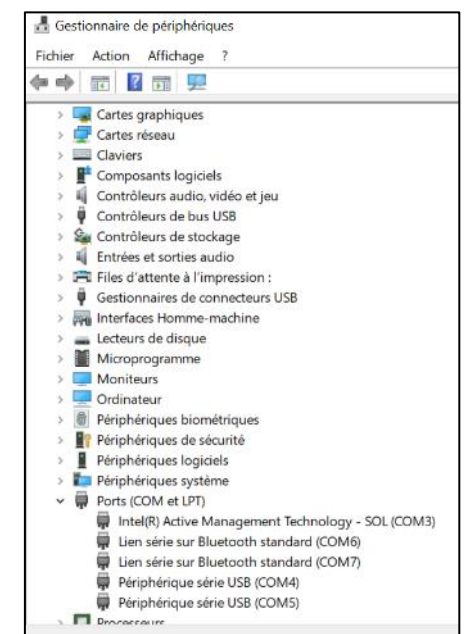 Gestionnaire de périphériques
Fichier Action Affichage ?
Cartes graphiques
Cartes réseau
Claviers
Composants logiciels
Contrôleurs audio, vidéo et jeu
Contrôleurs de bus USB
Contrôleurs de stockage
Entrées et sorties audio
Files d'attente à l'impression :
Gestionnaires de connecteurs USB
Interfaces Homme-machine
Lecteurs de disque
Microprogramme
Moniteurs
Ordinateur
Périphériques biométriques
Périphériques de sécurité
Périphériques logiciels
Périphériques système
Ports (COM et LPT)
Intel(R) Active Management Technology - SOL (COM3)
Lien série sur Bluetooth standard (COM6)
Lien série sur Bluetooth standard (COM7)
Périphérique série USB (COM4)
Périphérique série USB (COM5)
Processeurs